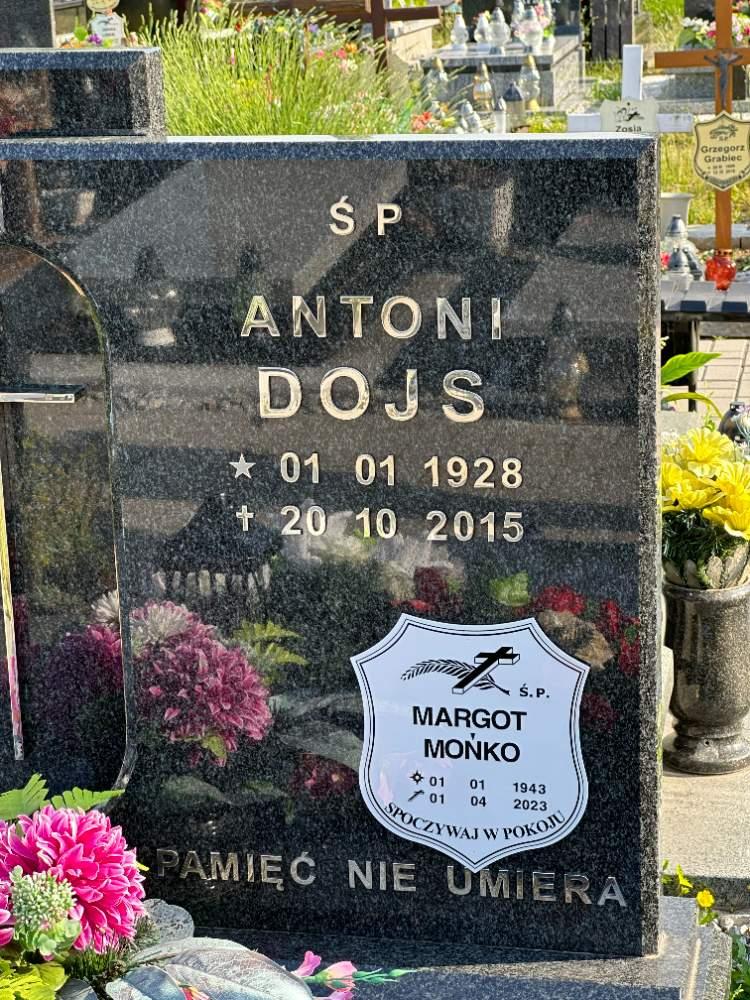 ŚP
ANTONI
DOJS
01 01 1928
20 10 2015
Ś.P.
MARGOT
MOŃKO
01 01 1943
01 04 2023
SPOCZYWAJ W POKOJU
PAMIĘĆ NIE UMIERA
Zosia
Ś.P.
Grzegorz
Grabiec